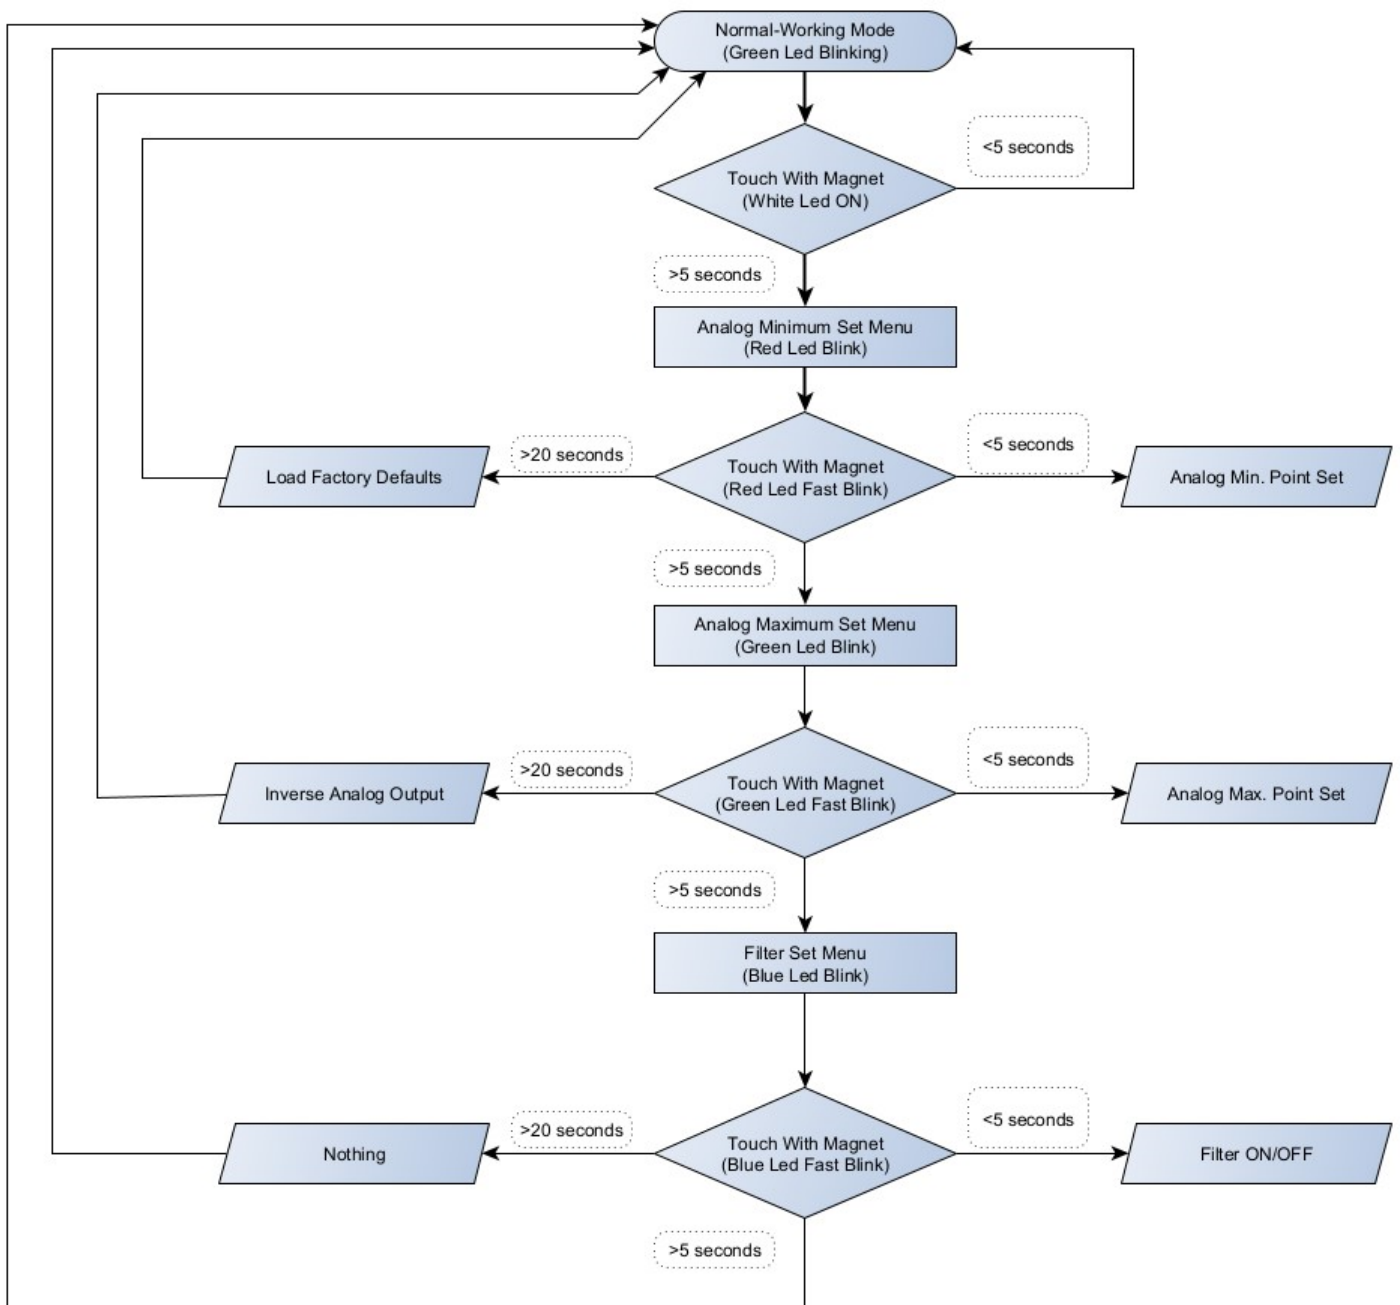 Normal-Working Mode
(Green Led Blinking)
<5 seconds
Touch With Magnet
(White Led ON)
>5 seconds
Analog Minimum Set Menu
(Red Led Blink)
>20 seconds
<5 seconds
Load Factory Defaults
Touch With Magnet
(Red Led Fast Blink)
Analog Min. Point Set
>5 seconds
Analog Maximum Set Menu
(Green Led Blink)
>20 seconds
<5 seconds
Inverse Analog Output
Touch With Magnet
(Green Led Fast Blink)
Analog Max. Point Set
>5 seconds
Filter Set Menu
(Blue Led Blink)
>20 seconds
<5 seconds
Nothing
Touch With Magnet
(Blue Led Fast Blink)
Filter ON/OFF
>5 seconds